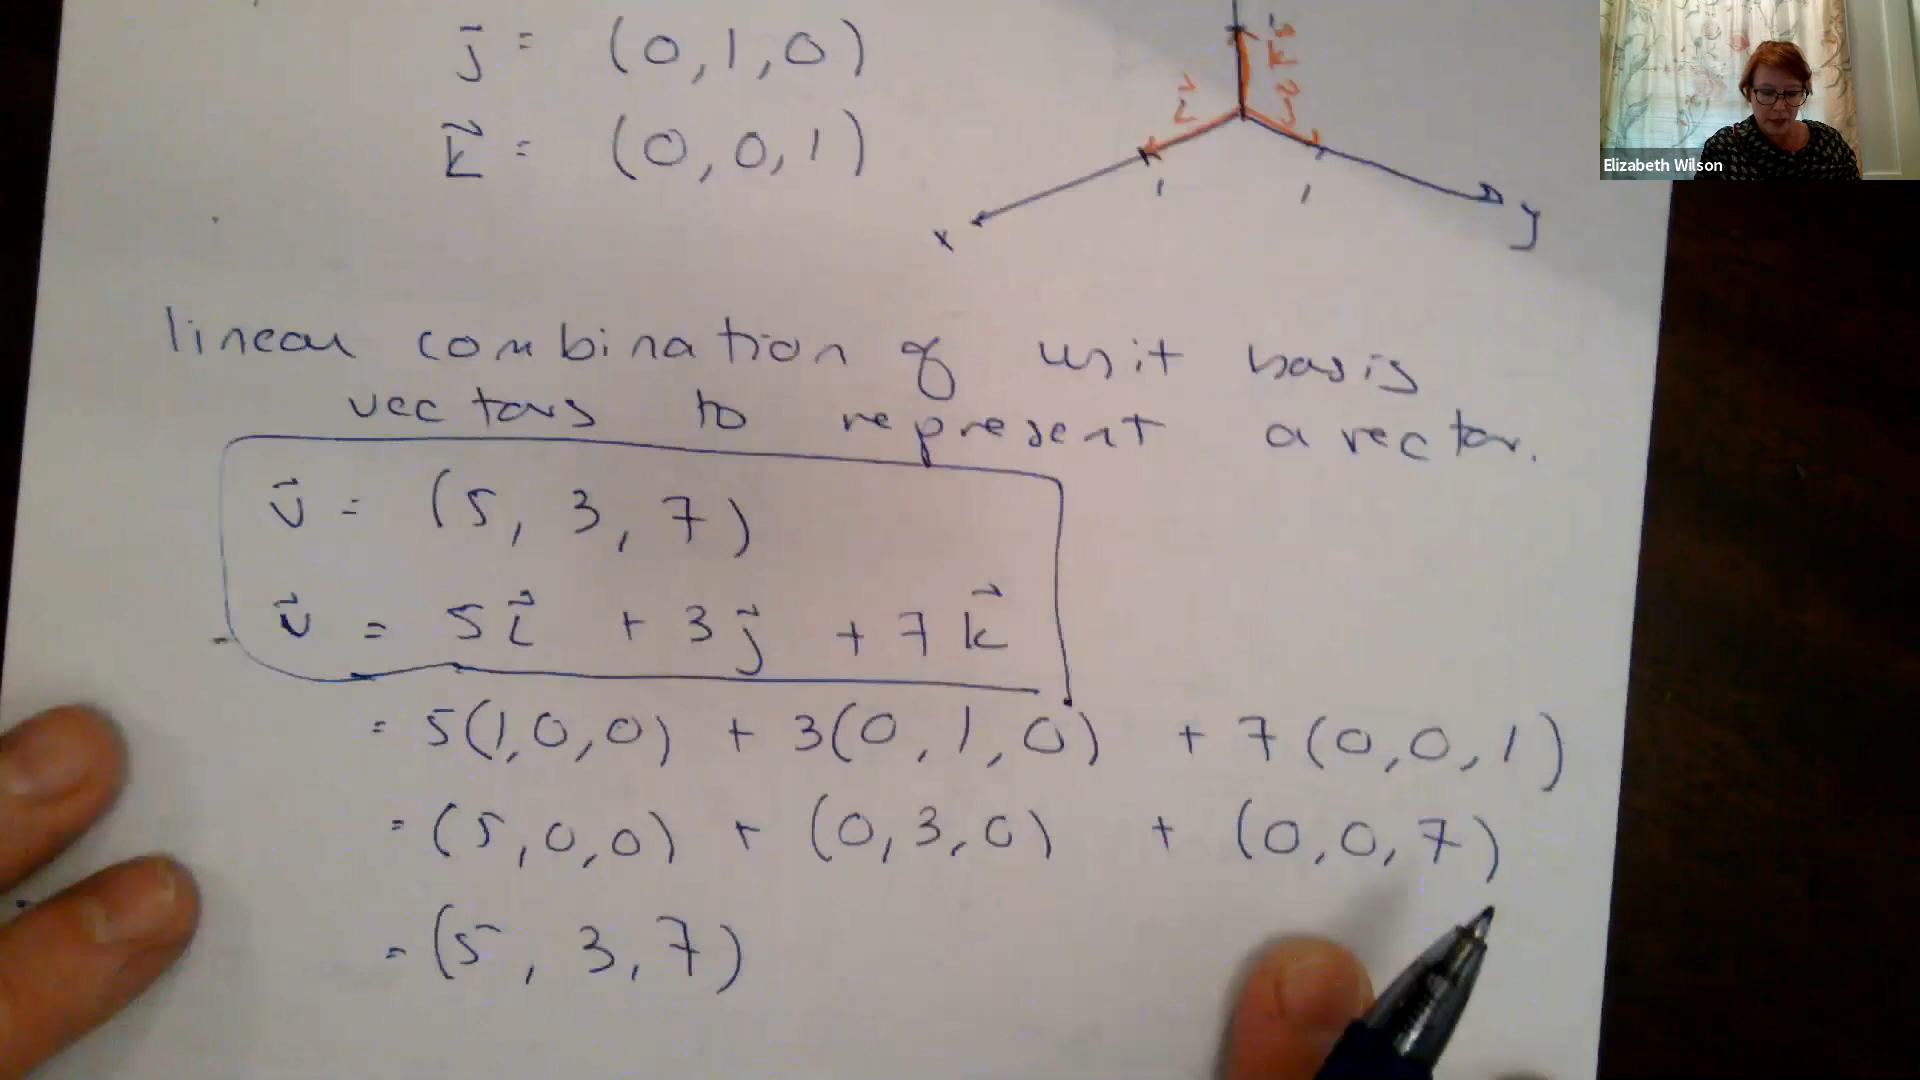 j⃗ = (0,1,0)
k⃗ = (0,0,1)
k⃗
i⃗
j⃗
1
1
x
y
Elizabeth Wilson
linear combination of unit basis
vectors to represent a vector.
v⃗ = (5, 3, 7)
v⃗ = 5i⃗ + 3j⃗ + 7k⃗
= 5(1,0,0) + 3(0,1,0) + 7(0,0,1)
= (5,0,0) + (0,3,0) + (0,0,7)
= (5, 3, 7)